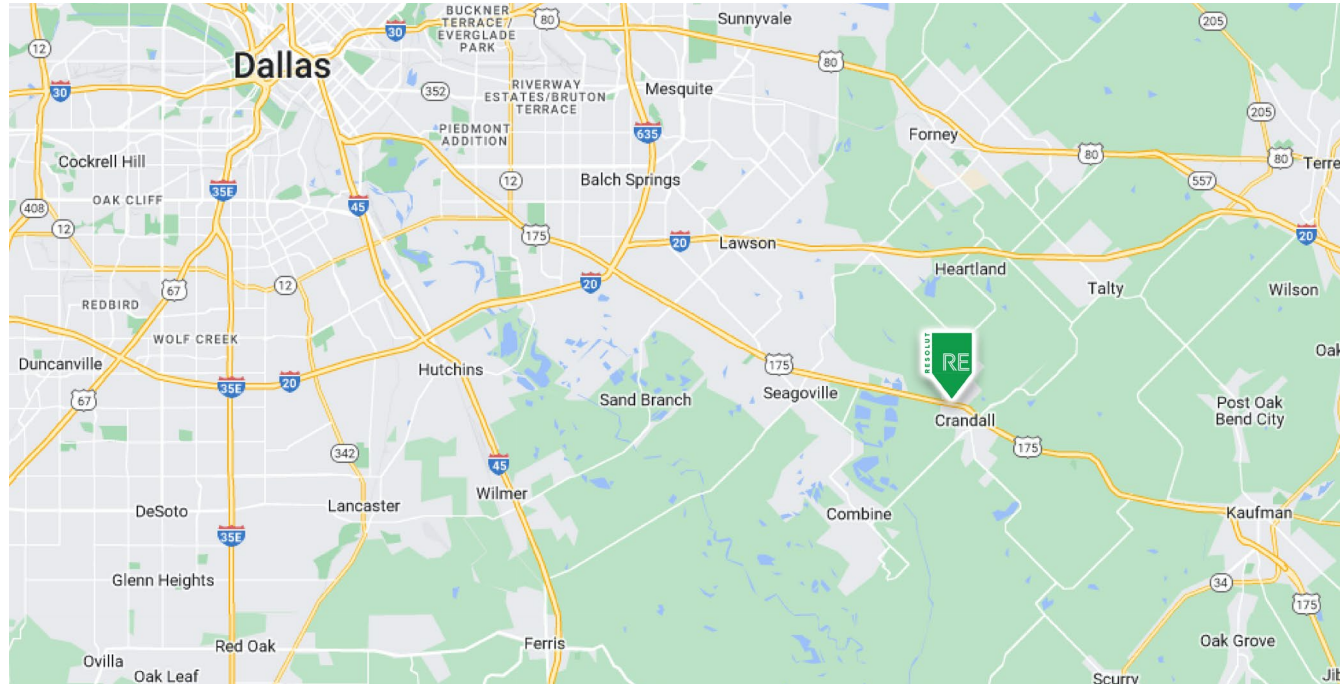 BUCKNER
TERRACE /
EVERGLADE
PARK
80
Sunnyvale
205
12
30
Dallas
80
30
352
RIVERWAY
ESTATES/BRUTON
TERRACE
Mesquite
205
PIEDMONT
ADDITION
635
Forney
80
80
Terre
Cockrell Hill
12
Balch Springs
557
35E
OAK CLIFF
45
408
12
175
20
Lawson
20
Heartland
12
20
67
REDBIRD
Talty
Wilson
WOLF CREEK
RESOLUT
RE
Oak
Duncanville
Hutchins
175
Seagoville
35E
20
67
Sand Branch
Crandall
Post Oak
Bend City
175
342
45
Wilmer
Lancaster
DeSoto
Combine
Kaufman
35E
Glenn Heights
34
175
Red Oak
Ferris
Oak Grove
Ovilla
Oak Leaf
Scurry
Jib